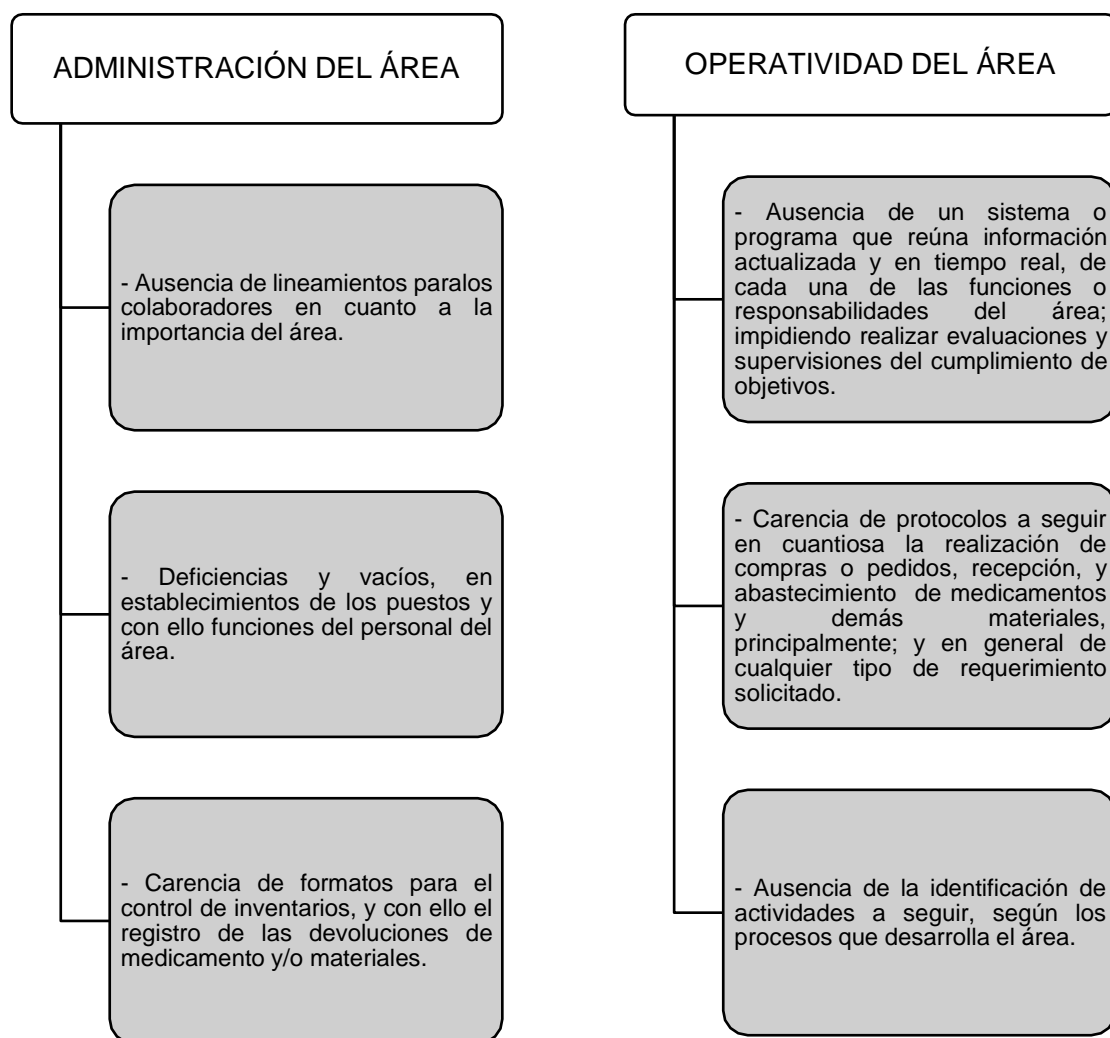 ADMINISTRACIÓN DEL ÁREA
- Ausencia de lineamientos paralos
colaboradores en cuanto a la
importancia del área.
- Deficiencias y vacíos, en
establecimientos de los puestos y
con ello funciones del personal del
área.
- Carencia de formatos para el
control de inventarios, y con ello el
registro de las devoluciones de
medicamento y/o materiales.
OPERATIVIDAD DEL ÁREA
- Ausencia de un sistema o
programa que reúna información
actualizada y en tiempo real, de
cada una de las funciones o
responsabilidades del área;
impidiendo realizar evaluaciones y
supervisiones del cumplimiento de
objetivos.
- Carencia de protocolos a seguir
en cuantiosa la realización de
compras o pedidos, recepción, y
abastecimiento de medicamentos
y demás materiales,
principalmente; y en general de
cualquier tipo de requerimiento
solicitado.
- Ausencia de la identificación de
actividades a seguir, según los
procesos que desarrolla el área.